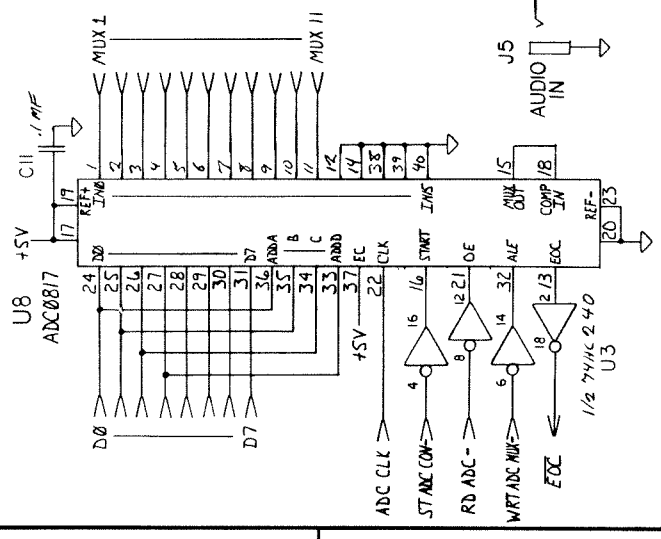 U8
ADC0817
+5V
C11
.1 MF
17
19
REF+
D0
D7
24
25
26
27
28
29
30
31
36
35
34
33
37
22
16
21
32
13
D0
D7
ADDA
B
C
ADDD
EC
CLK
START
OE
ALE
EOC
IN0
IN15
MUX OUT
COMP IN
REF-
20
23
1
2
3
4
5
6
7
8
9
10
11
12
14
38
39
40
15
18
MUX 1
MUX 11
+5V
ADC CLK
ST ADC CON-
4
16
RD ADC-
8
12
WRT ADC MUX-
6
14
EOC
18
2
1/2 74HC240
U3
J5
AUDIO
IN